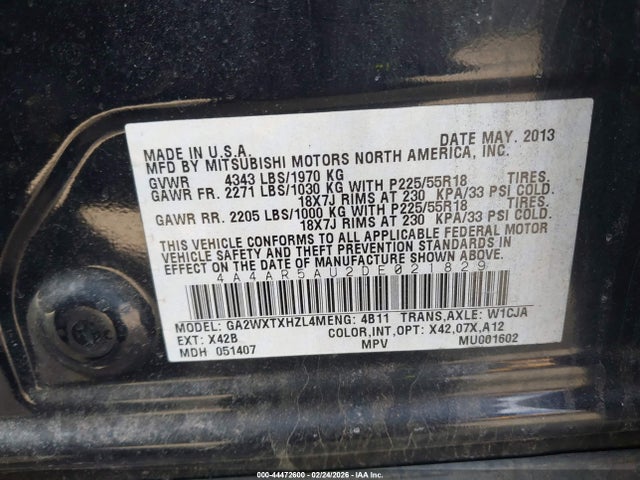 MADE IN U.S.A. DATE MAY. 2013
MFD BY MITSUBISHI MOTORS NORTH AMERICA, INC.
GVWR 4343 LBS/1970 KG
GAWR FR. 2271 LBS/1030 KG WITH P225/55R18 TIRES.
18X7J RIMS AT 230 KPA/33 PSI COLD.
GAWR RR. 2205 LBS/1000 KG WITH P225/55R18 TIRES.
18X7J RIMS AT 230 KPA/33 PSI COLD.
THIS VEHICLE CONFORMS TO ALL APPLICABLE FEDERAL MOTOR
VEHICLE SAFETY AND THEFT PREVENTION STANDARDS IN
EFFECT ON THE DATE OF MANUFACTURE SHOWN ABOVE.
4A4AR5AU2DE021829
MODEL: GA2WXTXHZL4MENG: 4B11 TRANS,AXLE: W1CJA
EXT: X42B COLOR,INT,OPT: X42,07X,A12
MDH 051407 MPV MU001602
000-44472600 - 02/24/2026 - IAAI.COM